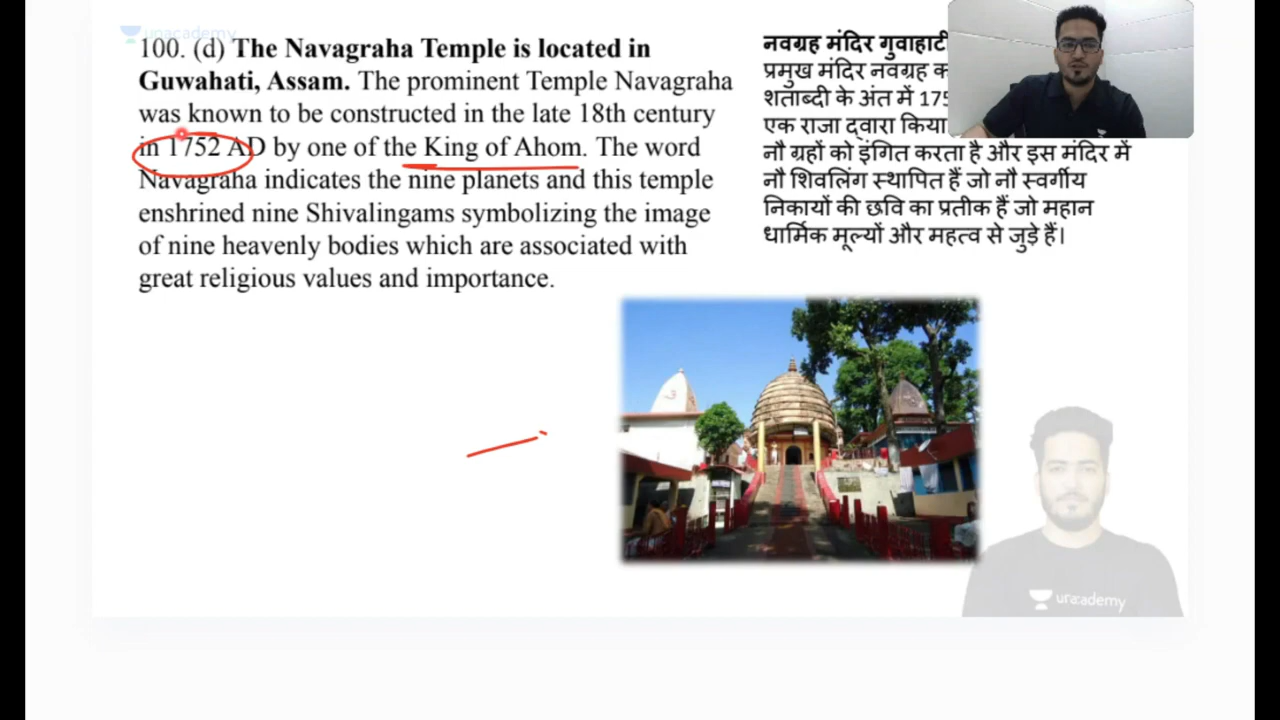 unacademy
100. (d) The Navagraha Temple is located in
Guwahati, Assam. The prominent Temple Navagraha
was known to be constructed in the late 18th century
in 1752 AD by one of the King of Ahom. The word
Navagraha indicates the nine planets and this temple
enshrined nine Shivalingams symbolizing the image
of nine heavenly bodies which are associated with
great religious values and importance.
नवग्रह मंदिर गुवाहाटी
प्रमुख मंदिर नवग्रह
शताब्दी के अंत में 175
एक राजा द्वारा किया
नौ ग्रहों को इंगित करता है और इस मंदिर में
नौ शिवलिंग स्थापित हैं जो नौ स्वर्गीय
निकायों की छवि का प्रतीक हैं जो महान
धार्मिक मूल्यों और महत्व से जुड़े हैं।
unacademy